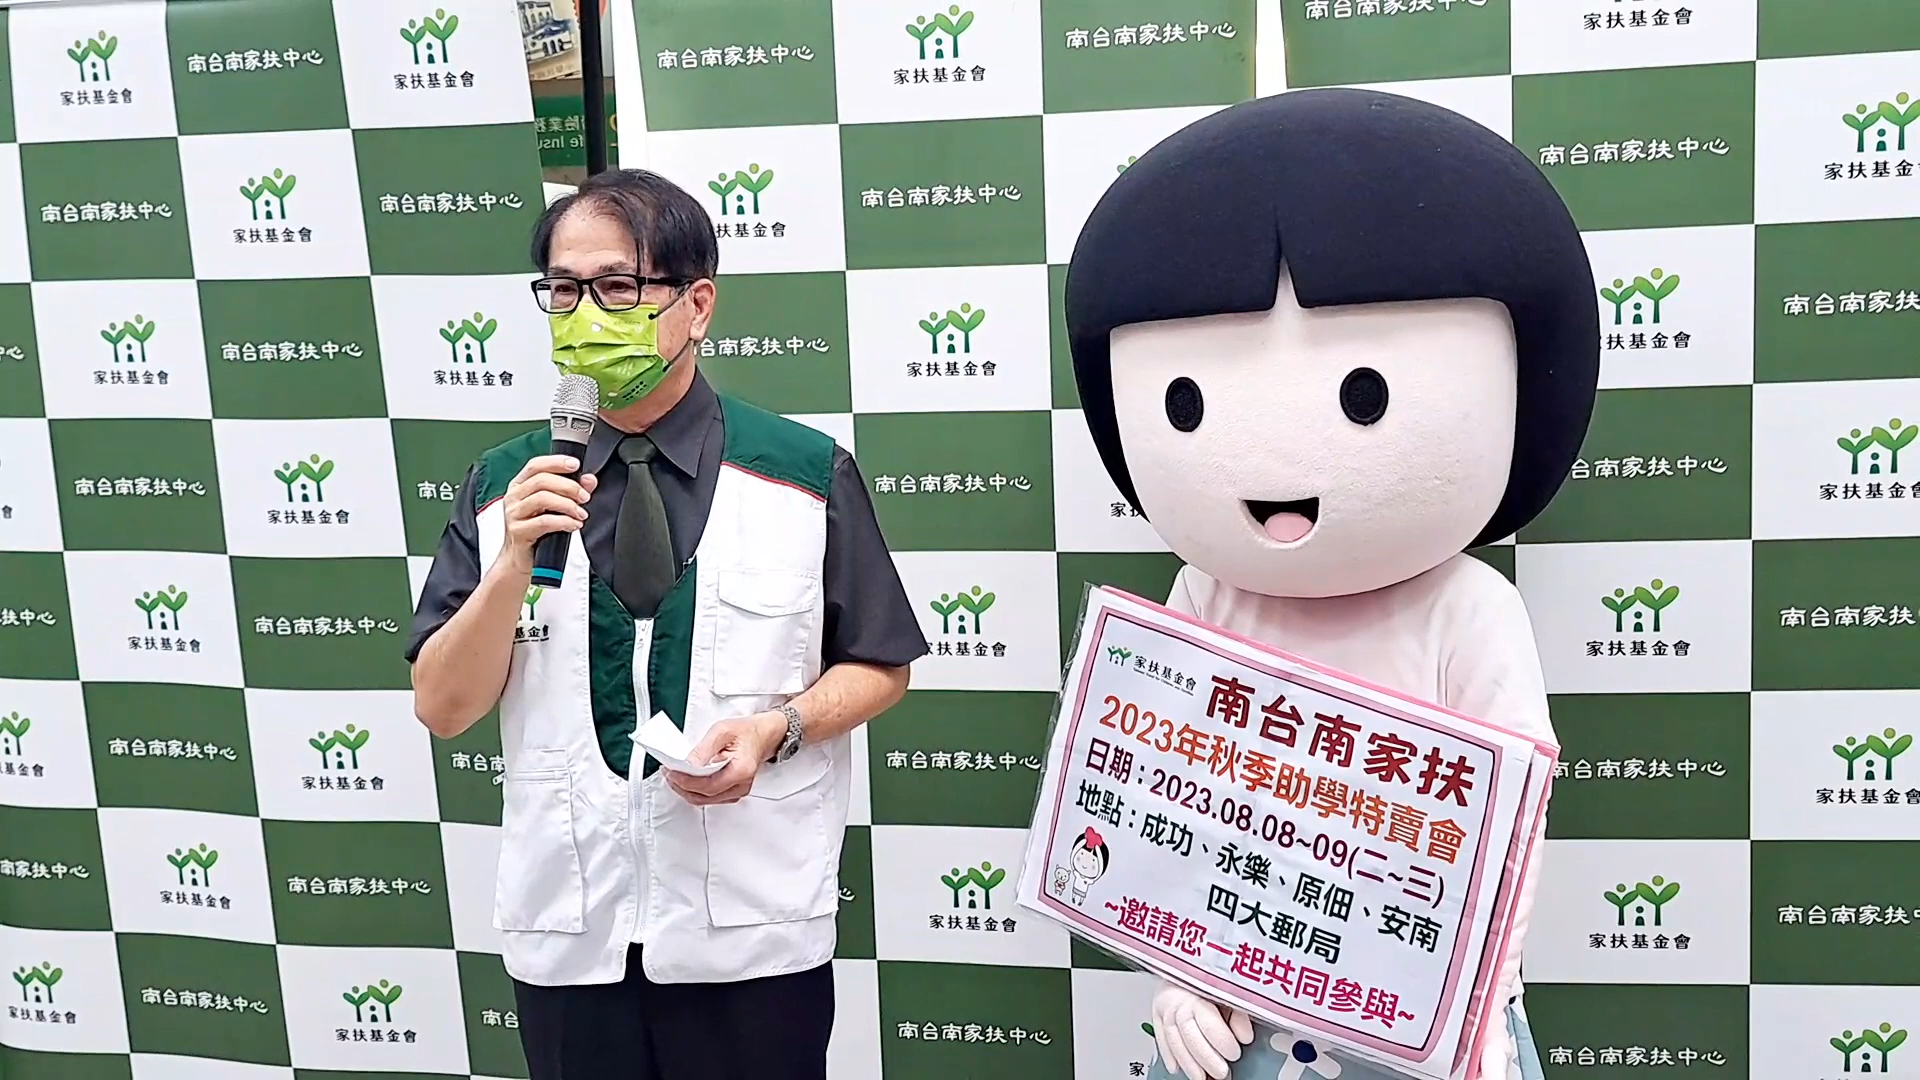 家扶基金會
南台南家扶中心
家扶基金會
南台南家扶
2023年秋季助學特賣會
日期：2023.08.08~09(二~三)
地點：成功、永樂、原佃、安南
四大郵局
~邀請您一起共同參與~